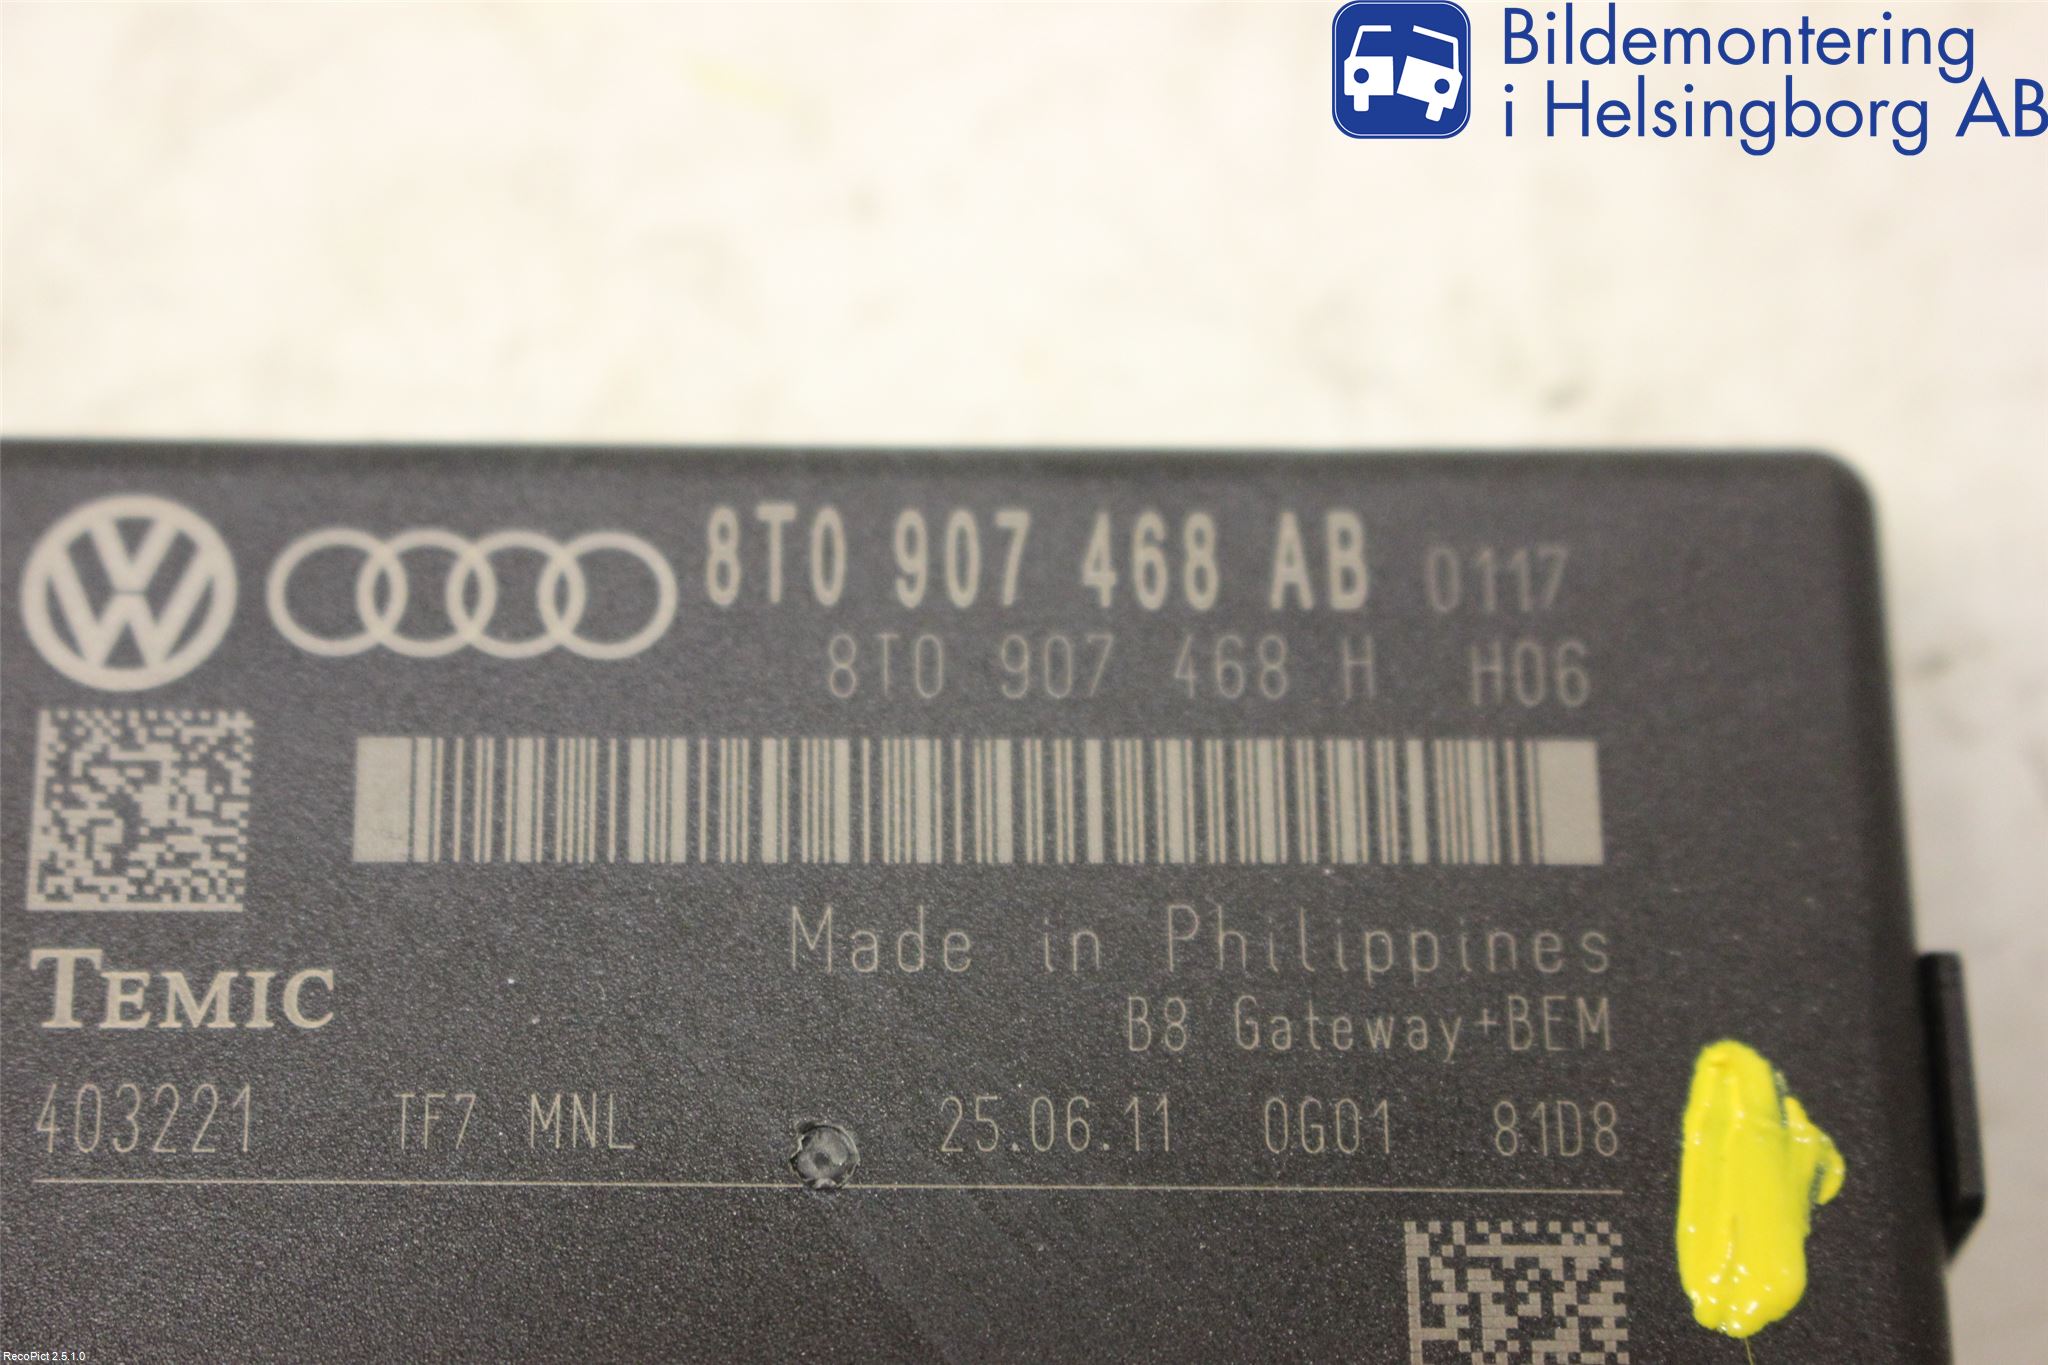 Bildemontering
i Helsingborg AB
8T0 907 468 AB 0117
8T0 907 468 H H06
Made in Philippines
TEMIC
B8 Gateway+BEM
403221 TF7 MNL 25.06.11 0G01 81D8
RecoPict 2.5.1.0